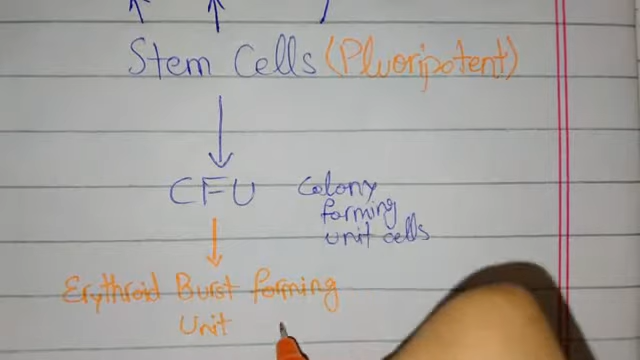 Stem Cells (Pluripotent)
CFU
Colony
forming
unit cells
Erythroid Burst forming
Unit